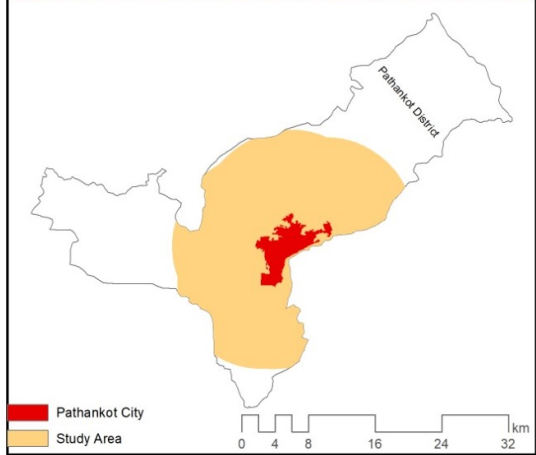 Pathankot District
Pathankot City
Study Area
km
0 4 8 16 24 32